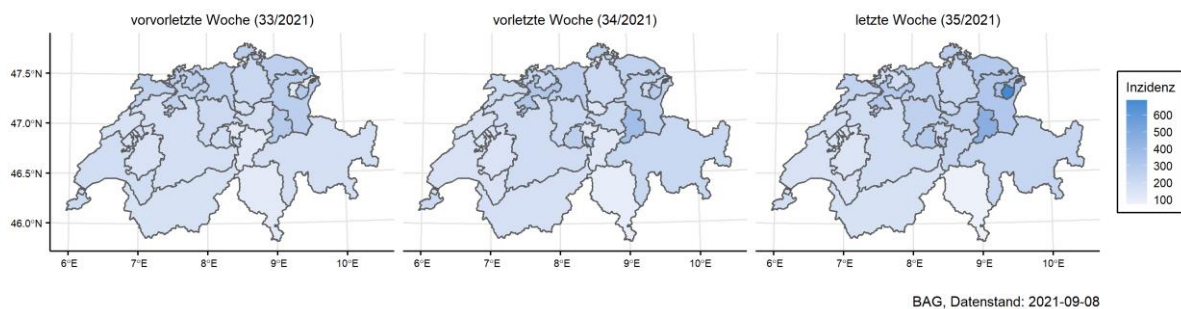 vorvorletzte Woche (33/2021)
vorletzte Woche (34/2021)
letzte Woche (35/2021)
47.5°N
47.0°N
46.5°N
46.0°N
6°E 7°E 8°E 9°E 10°E
6°E 7°E 8°E 9°E 10°E
6°E 7°E 8°E 9°E 10°E
Inzidenz
600
500
400
300
200
100
BAG, Datenstand: 2021-09-08